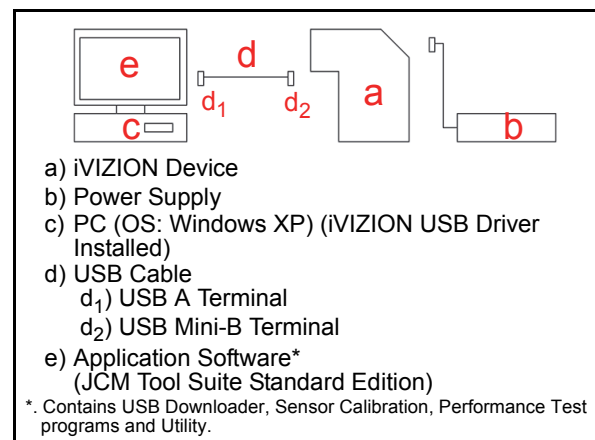 e
d
d1
d2
a
c
b
a) iVIZION Device
b) Power Supply
c) PC (OS: Windows XP) (iVIZION USB Driver
Installed)
d) USB Cable
d1) USB A Terminal
d2) USB Mini-B Terminal
e) Application Software*
(JCM Tool Suite Standard Edition)
*. Contains USB Downloader, Sensor Calibration, Performance Test
programs and Utility.